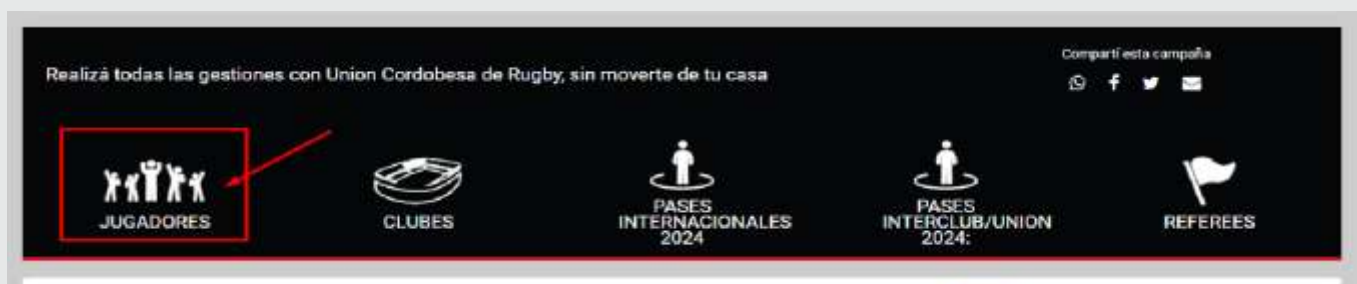 Compartí esta campaña
Realizá todas las gestiones con Union Cordobesa de Rugby, sin moverte de tu casa
JUGADORES
CLUBES
PASES
INTERNACIONALES
2024
PASES
INTERCLUB/UNION
2024:
REFEREES